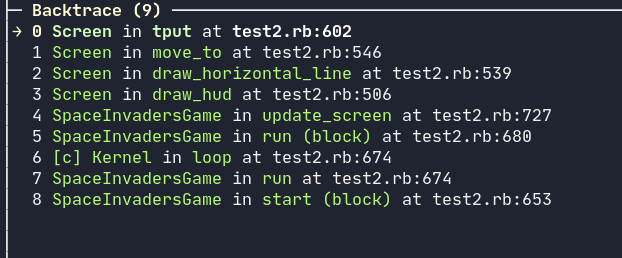 Backtrace (9)
→ 0 Screen in tput at test2.rb:602
1 Screen in move_to at test2.rb:546
2 Screen in draw_horizontal_line at test2.rb:539
3 Screen in draw_hud at test2.rb:506
4 SpaceInvadersGame in update_screen at test2.rb:727
5 SpaceInvadersGame in run (block) at test2.rb:680
6 [c] Kernel in loop at test2.rb:674
7 SpaceInvadersGame in run at test2.rb:674
8 SpaceInvadersGame in start (block) at test2.rb:653